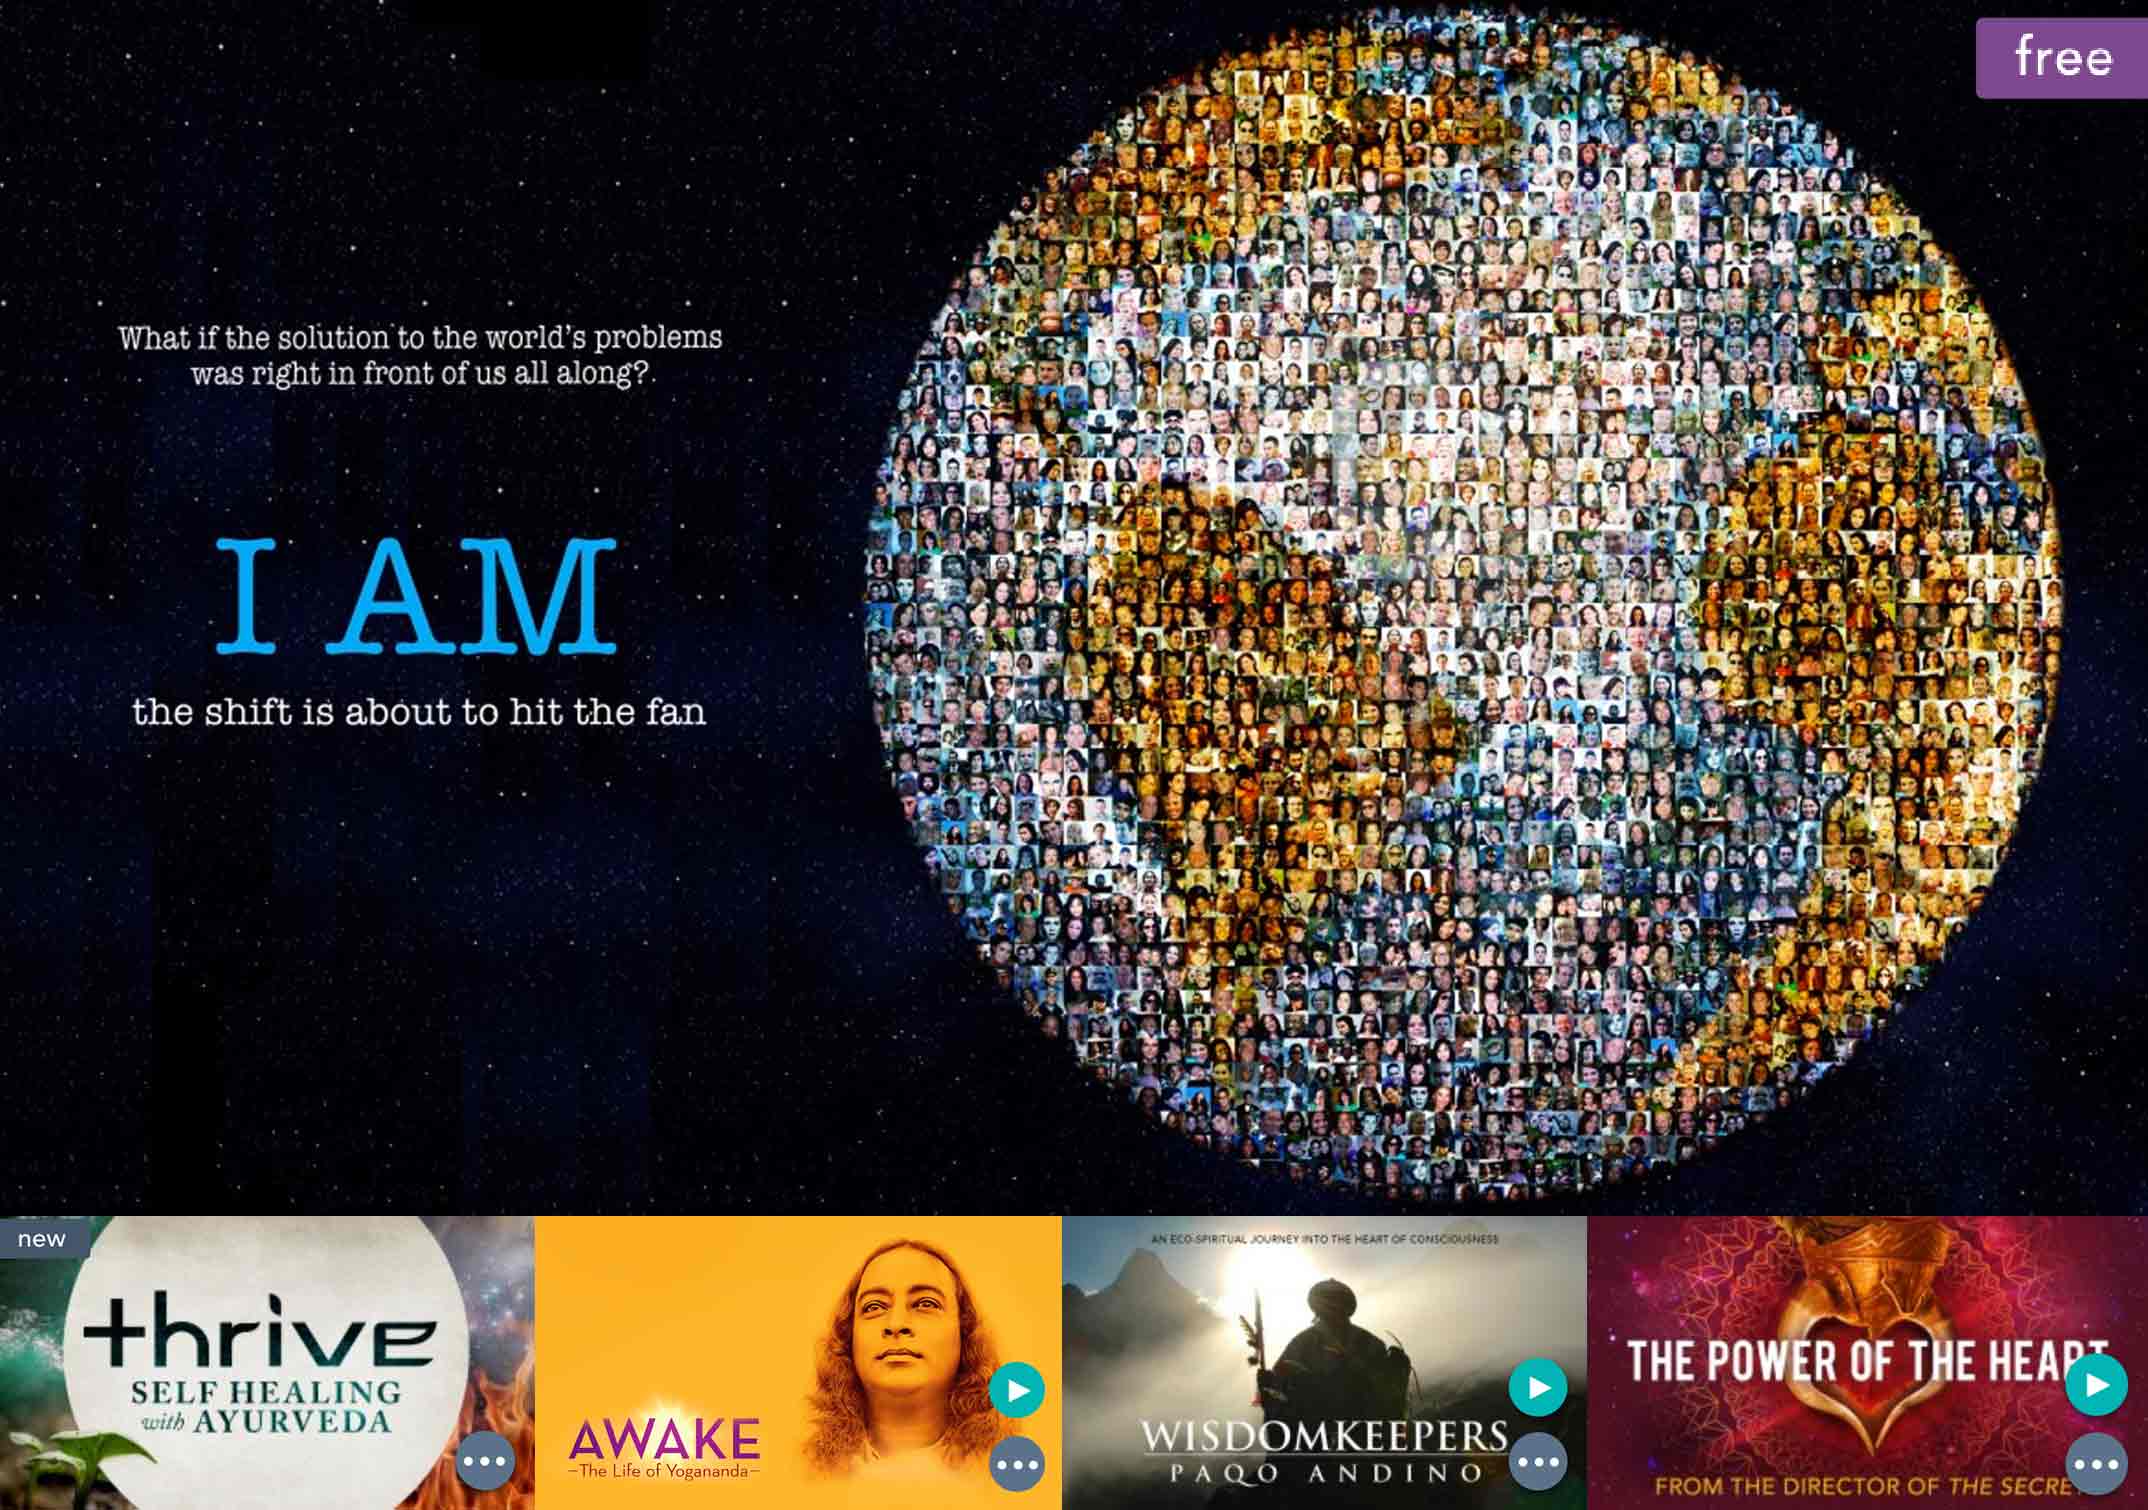 free
What if the solution to the world's problems
was right in front of us all along?
I AM
the shift is about to hit the fan
new
thrive
SELF HEALING
with AYURVEDA
AWAKE
The Life of Yogananda
AN ECO-SPIRITUAL JOURNEY INTO THE HEART OF CONSCIOUSNESS
WISDOMKEEPERS
PAQO ANDINO
THE POWER OF THE HEART
FROM THE DIRECTOR OF THE SECRE